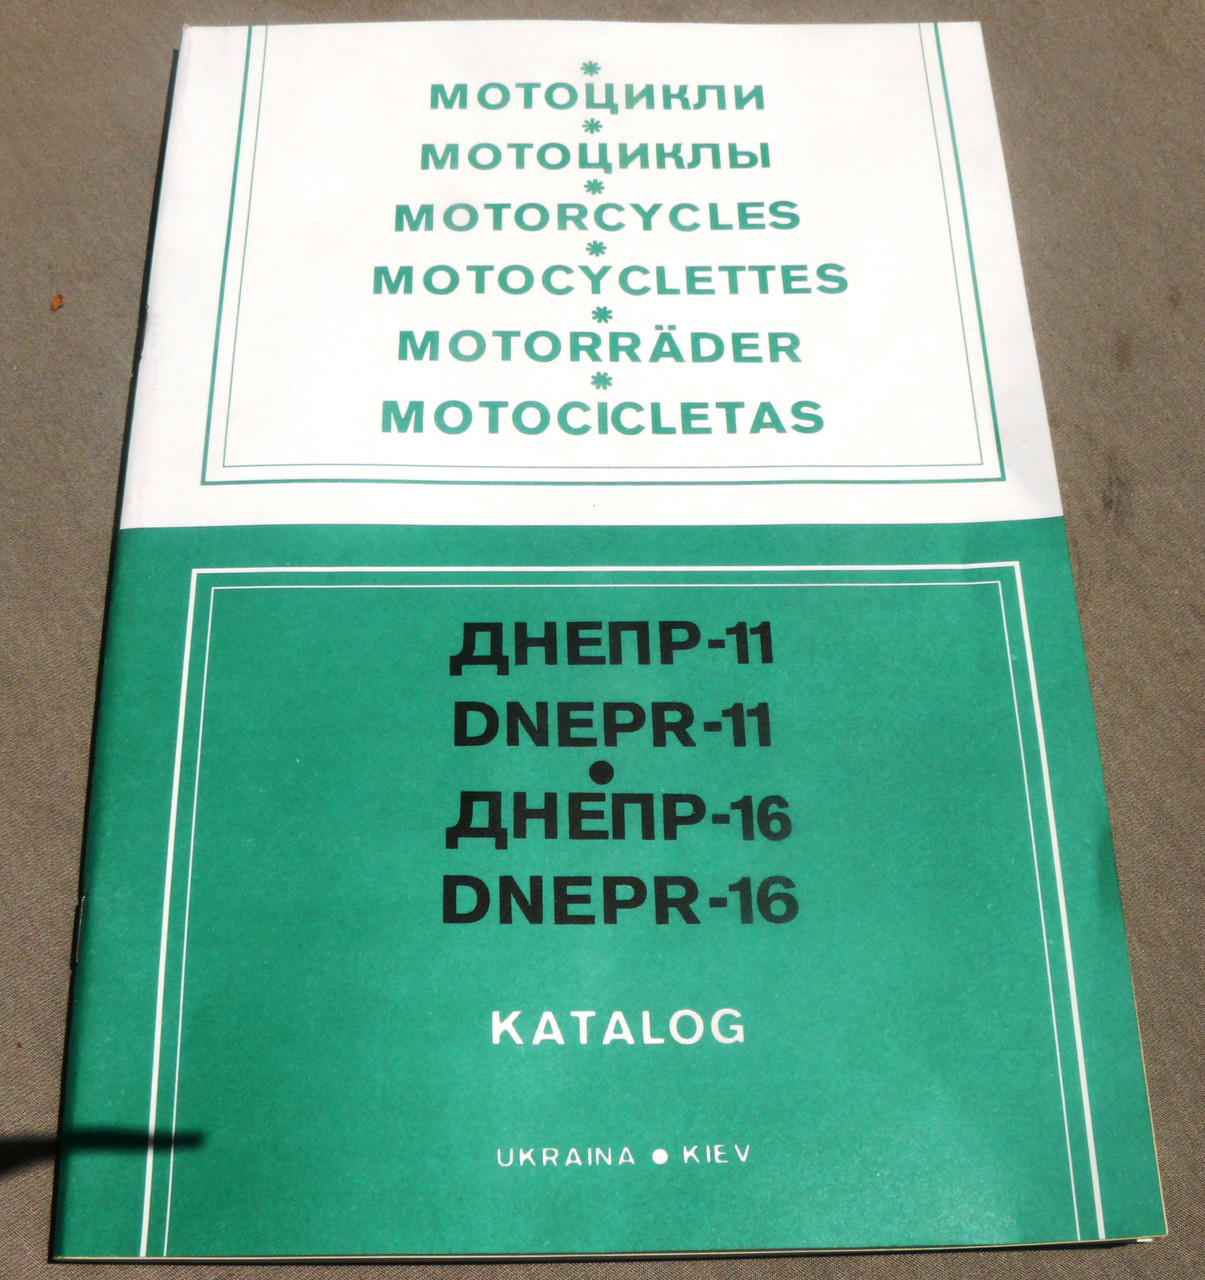 *
МОТОЦИКЛИ
*
МОТОЦИКЛЫ
*
MOTORCYCLES
*
MOTOCYCLETTES
*
MOTORRÄDER
*
MOTOCICLETAS
ДНЕПР-11
DNEPR-11
●
ДНЕПР-16
DNEPR-16
KATALOG
UKRAINA ● KIEV